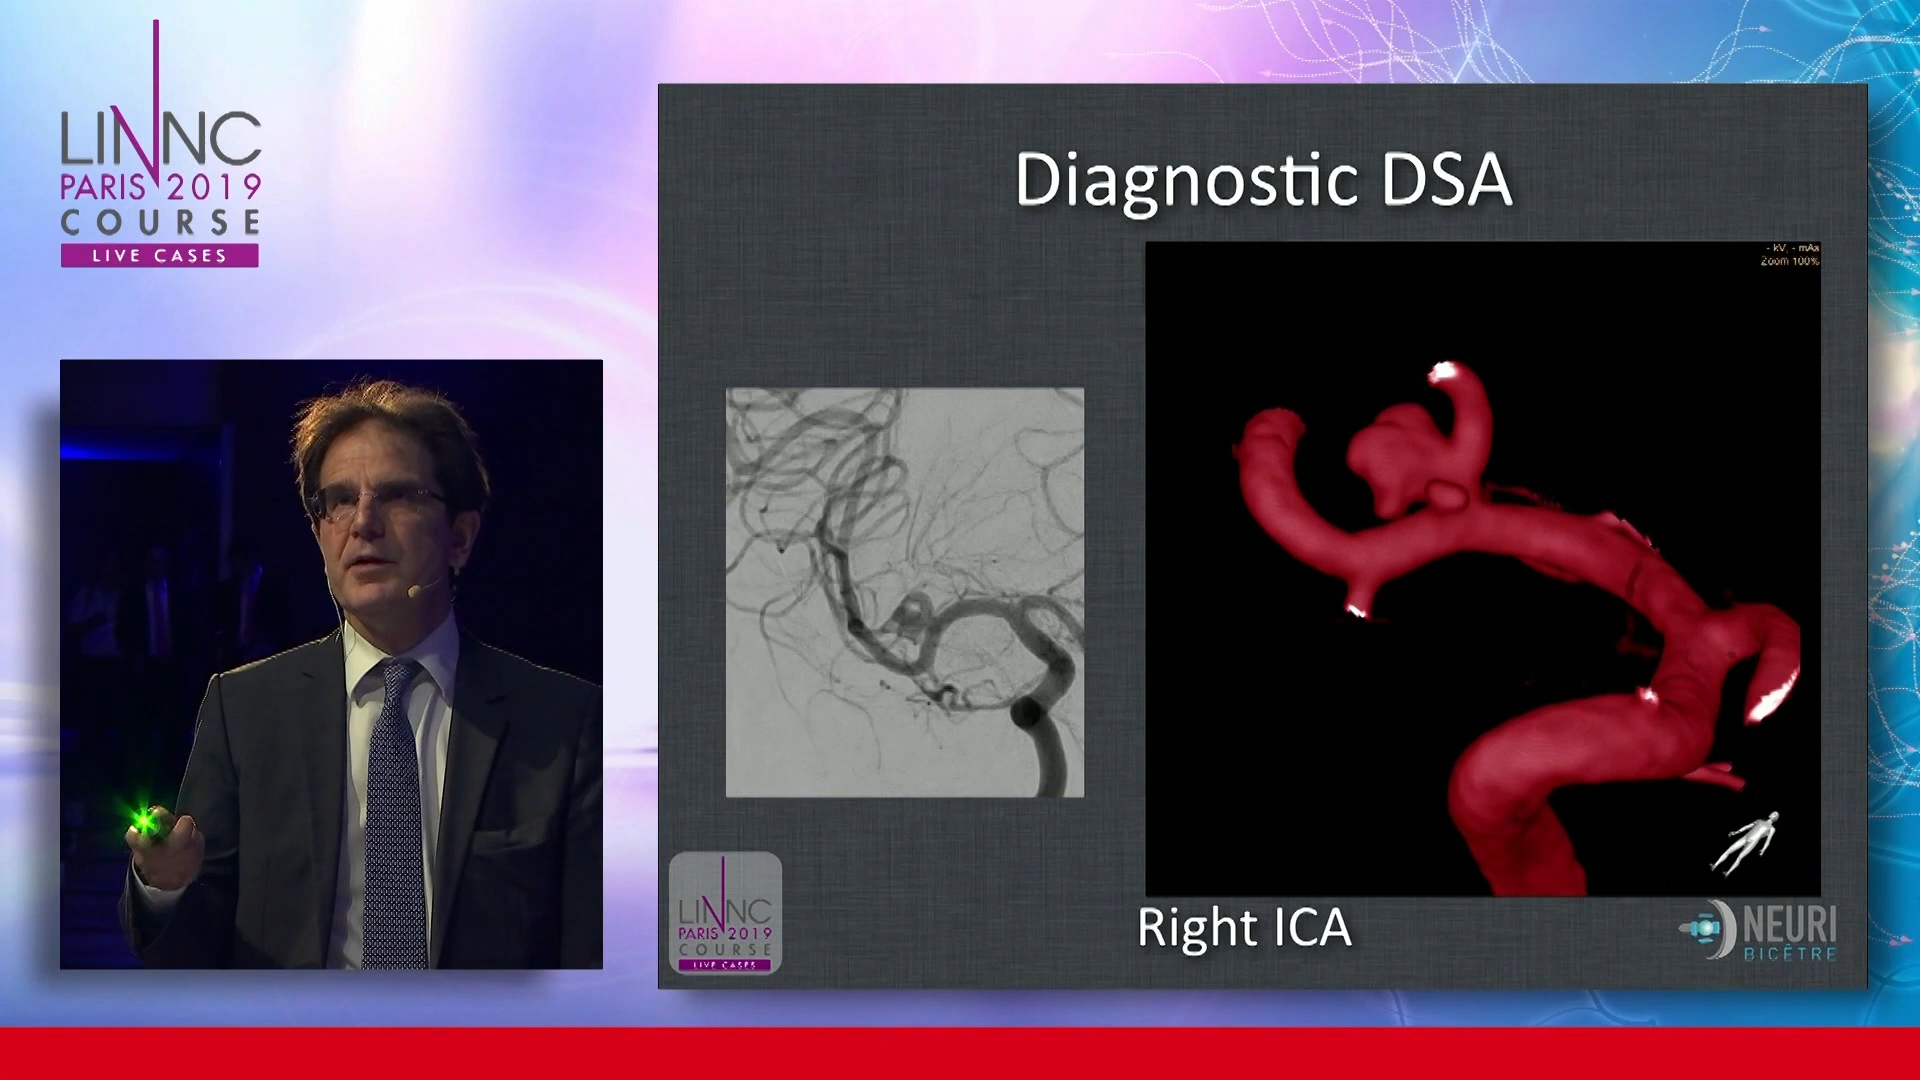 LINNC
PARIS 2019
COURSE
LIVE CASES
Diagnostic DSA
- kV, - mAs
Zoom 100%
Right ICA
LINNC
PARIS 2019
COURSE
LIVE CASES
NEURI
BICÊTRE